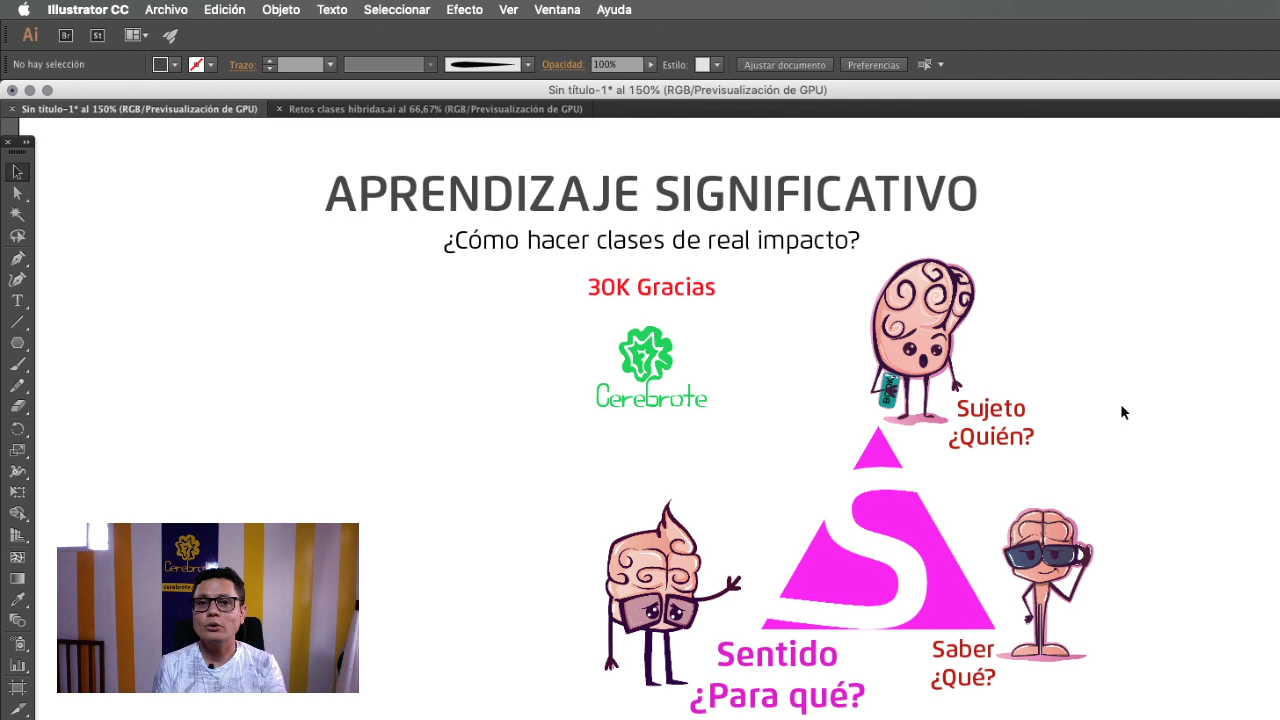 Illustrator CC Archivo Edición Objeto Texto Seleccionar Efecto Ver Ventana Ayuda
Ai Br St
No hay selección Trazo: Opacidad: 100% Estilo: Ajustar documento Preferencias
Sin título-1* al 150% (RGB/Previsualización de GPU)
× Sin título-1* al 150% (RGB/Previsualización de GPU) × Retos clases hibridas.ai al 66,67% (RGB/Previsualización de GPU)
APRENDIZAJE SIGNIFICATIVO
¿Cómo hacer clases de real impacto?
30K Gracias
Cerebrote
Sujeto
¿Quién?
S
Sentido
¿Para qué?
Saber
¿Qué?